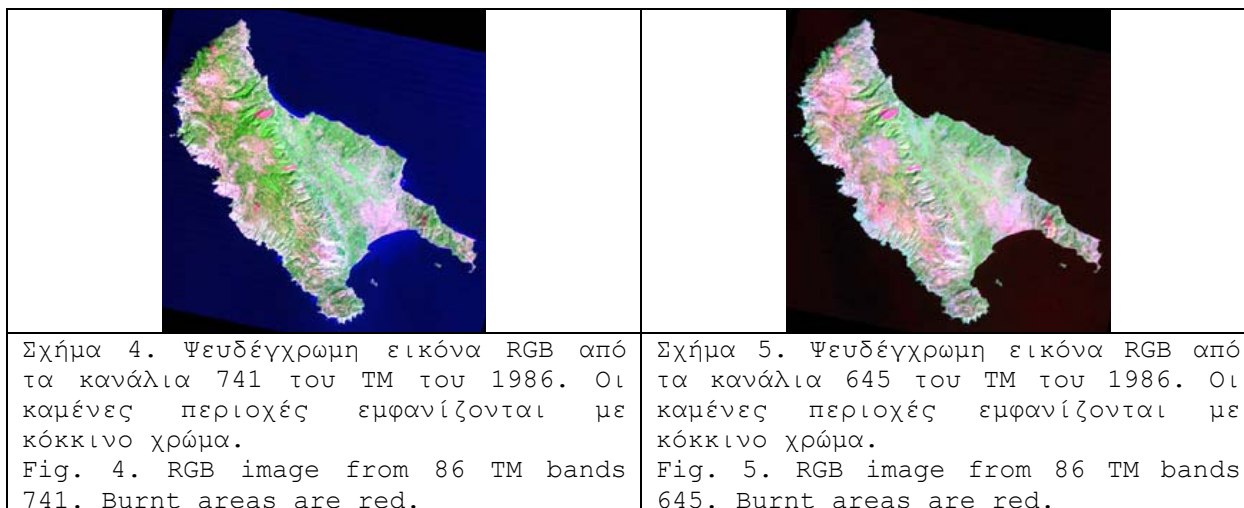 Σχήμα 4. Ψευδέγχρωμη εικόνα RGB από
τα κανάλια 741 του TM του 1986. Οι
καμένες περιοχές εμφανίζονται με
κόκκινο χρώμα.
Fig. 4. RGB image from 86 TM bands
741. Burnt areas are red.
Σχήμα 5. Ψευδέγχρωμη εικόνα RGB από
τα κανάλια 645 του TM του 1986. Οι
καμένες περιοχές εμφανίζονται με
κόκκινο χρώμα.
Fig. 5. RGB image from 86 TM bands
645. Burnt areas are red.